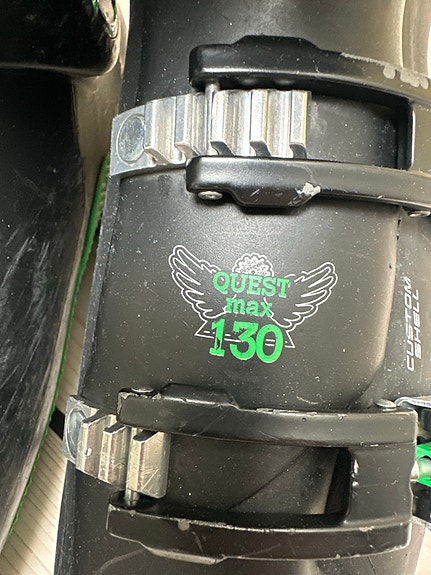 QUEST
max
130
CUSTOM
SHELL